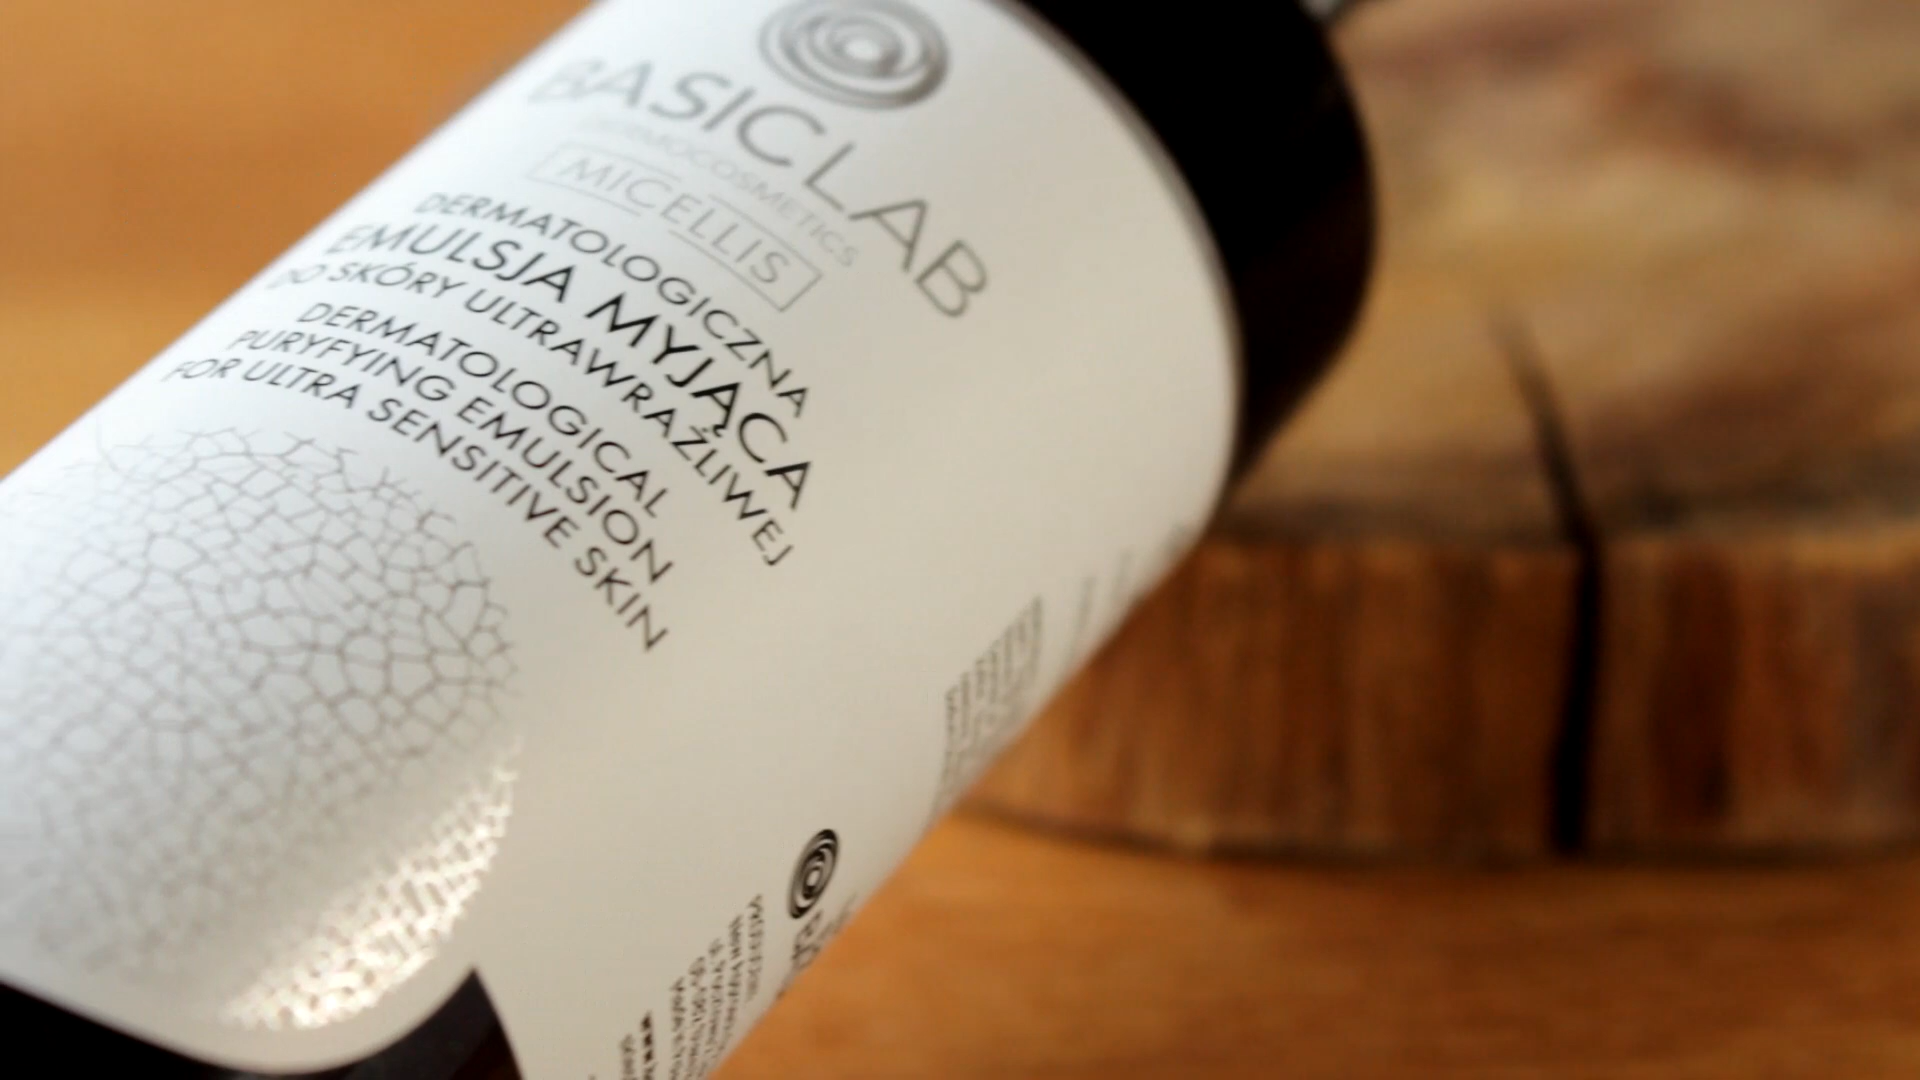 BASICLAB
DERMOCOSMETICS
MICELLIS
DERMATOLOGICZNA
EMULSJA MYJĄCA
DO SKÓRY ULTRAWRAŻLIWEJ
DERMATOLOGICAL
PURYFYING EMULSION
FOR ULTRA SENSITIVE SKIN